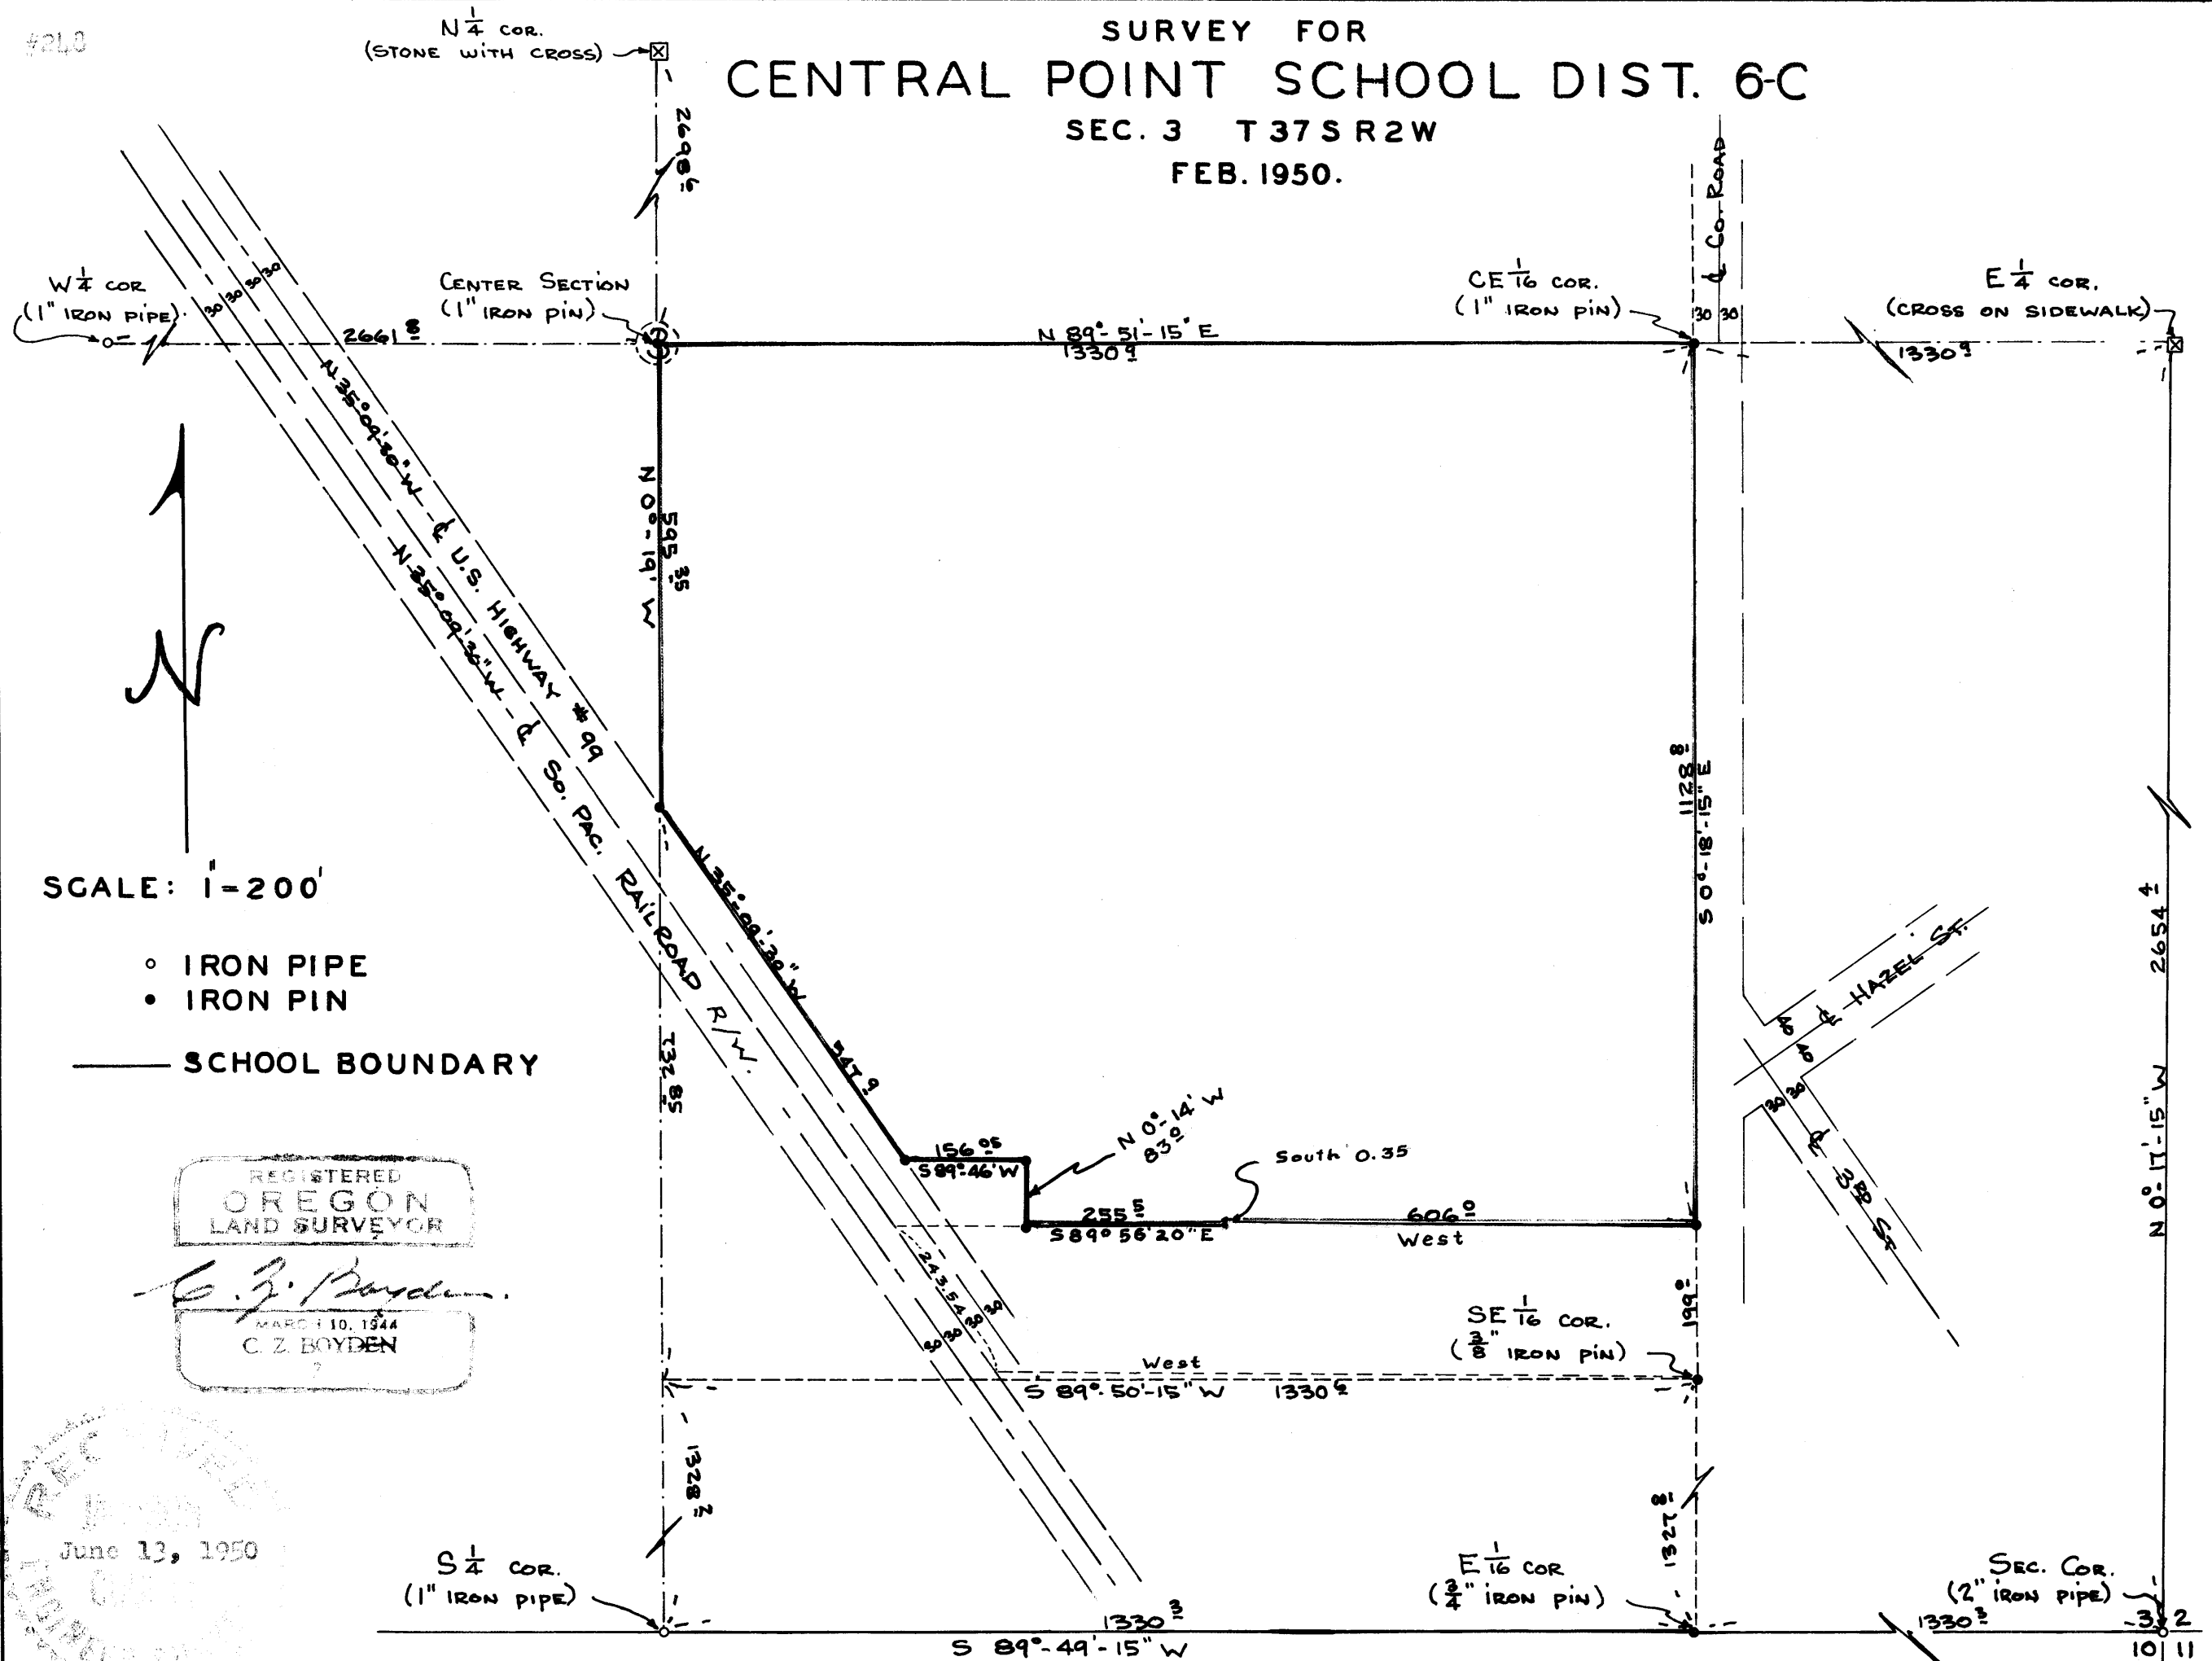 #240
N 1/4 COR.
(STONE WITH CROSS)
SURVEY FOR
CENTRAL POINT SCHOOL DIST. 6-C
SEC. 3 T 37 S R 2 W
FEB. 1950.
2698 6
℄ Co. ROAD
W 1/4 COR
(1" IRON PIPE).
CENTER SECTION
(1" IRON PIN)
CE 1/16 COR.
(1" IRON PIN)
E 1/4 COR.
(CROSS ON SIDEWALK)
30 30 30 30
30 30
2661 8
N 89°-51'-15" E
1330 9
1330 9
N 35°09'30" W - ℄ U.S. HIGHWAY # 99
N 35°09'30" W - ℄ SO. PAC. RAILROAD R/W.
N 0°-19' W
595 35
N
1128 8
S 0°-18'-15" E
SCALE: 1"=200'
IRON PIPE
IRON PIN
SCHOOL BOUNDARY
N 35°-09'-30" W
547 9
732 85
2654 4
N 0°-17'-15" W
40 ℄ HAZEL ST.
40
30 30
℄ 3RD ST
N 0°-14' W
83 0
South 0.35
156 05
S 89°-46' W
255 5
S 89° 56' 20" E
606 0
West
REGISTERED
OREGON
LAND SURVEYOR
C. Z. Boyden.
MARCH 10, 1944
C. Z. BOYDEN
243.54
30 30 30
199 0
SE 1/16 COR.
(3/8" IRON PIN)
West
S 89°-50'-15" W 1330 6
1328 2
1327 8
June 13, 1950
S 1/4 COR.
(1" IRON PIPE)
E 1/16 COR
(3/4" IRON PIN)
SEC. COR.
(2" IRON PIPE)
1330 3
S 89°-49'-15" W
1330 3
3 2
10 11